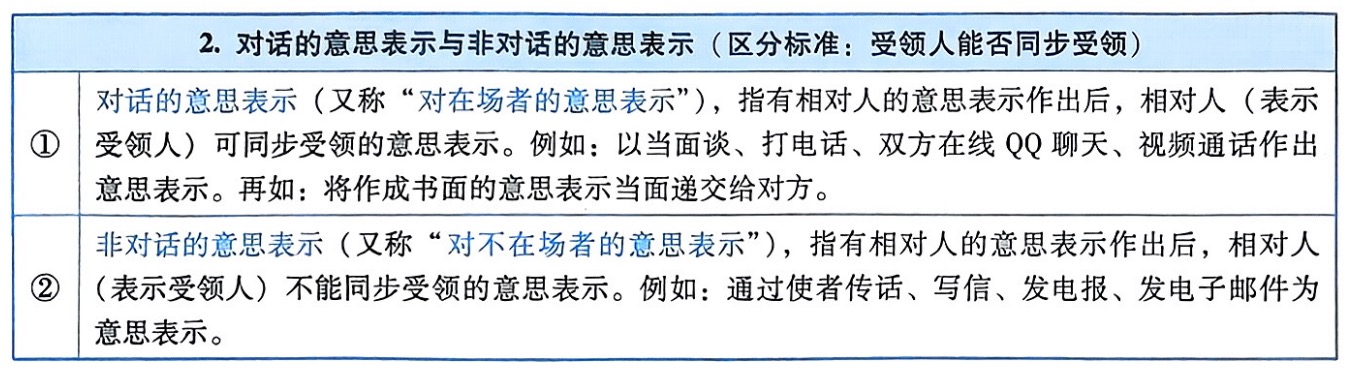 2. 对话的意思表示与非对话的意思表示（区分标准：受领人能否同步受领）
① 对话的意思表示（又称“对在场者的意思表示”），指有相对人的意思表示作出后，相对人（表示
受领人）可同步受领的意思表示。例如：以当面谈、打电话、双方在线 QQ 聊天、视频通话作出
意思表示。再如：将作成书面的意思表示当面递交给对方。
② 非对话的意思表示（又称“对不在场者的意思表示”），指有相对人的意思表示作出后，相对人
（表示受领人）不能同步受领的意思表示。例如：通过使者传话、写信、发电报、发电子邮件为
意思表示。